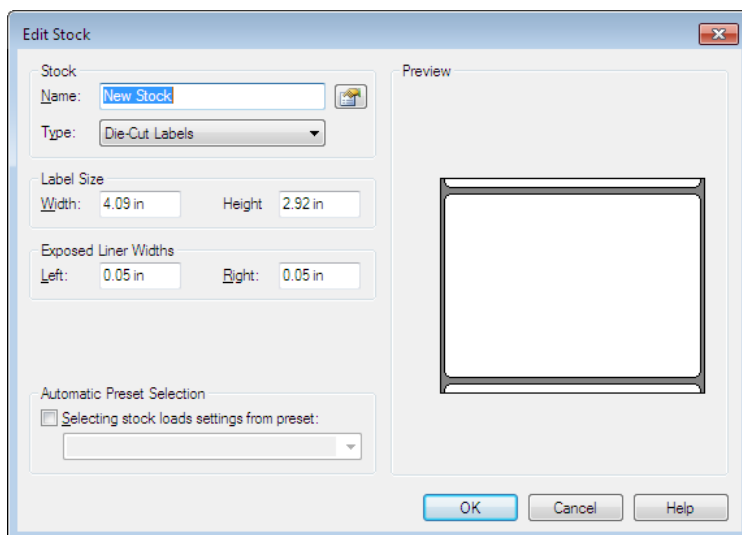 Edit Stock
Stock
Name: New Stock
Type: Die-Cut Labels
Label Size
Width: 4.09 in Height 2.92 in
Exposed Liner Widths
Left: 0.05 in Right: 0.05 in
Automatic Preset Selection
Selecting stock loads settings from preset:
Preview
OK Cancel Help